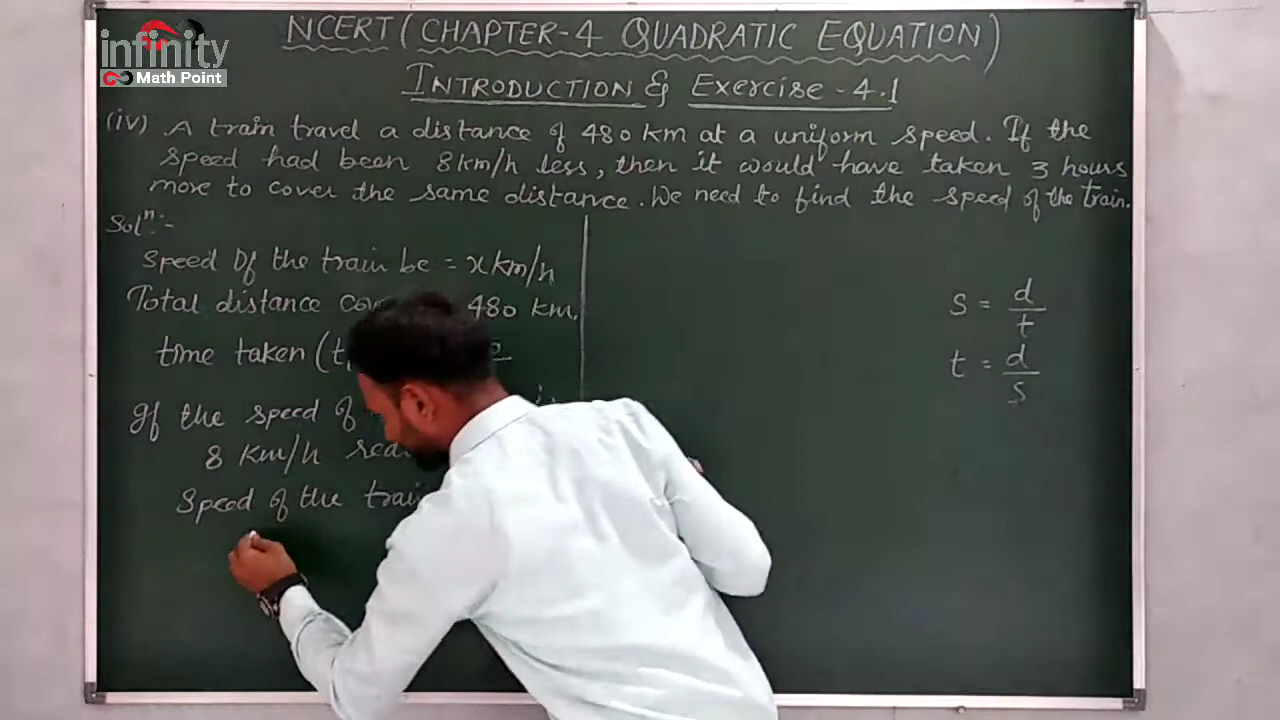 infinity
Math Point
NCERT (CHAPTER-4 QUADRATIC EQUATION)
INTRODUCTION & Exercise - 4.1
(iv) A train travel a distance of 480 km at a uniform speed. If the
speed had been 8km/h less, then it would have taken 3 hours
more to cover the same distance. We need to find the speed of the train.
Solⁿ:-
Speed Of the train be = x km/h
Total distance 480 km.
time taken (t
If the speed of
8 km/h
Speed of the
S = d/t
t = d/s